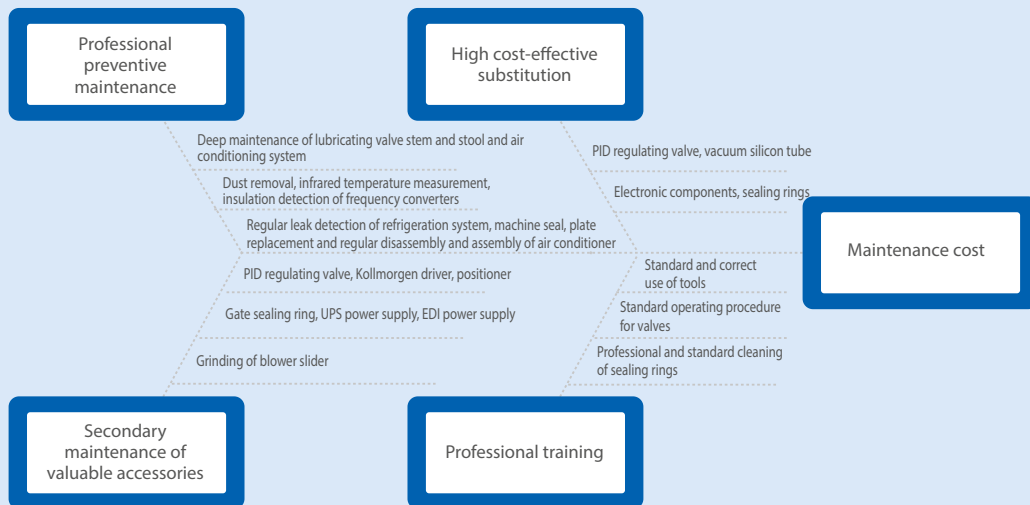 Professional
preventive
maintenance
High cost-effective
substitution
Deep maintenance of lubricating valve stem and stool and air
conditioning system
Dust removal, infrared temperature measurement,
insulation detection of frequency converters
Regular leak detection of refrigeration system, machine seal, plate
replacement and regular disassembly and assembly of air conditioner
PID regulating valve, vacuum silicon tube
Electronic components, sealing rings
Maintenance cost
PID regulating valve, Kollmorgen driver, positioner
Gate sealing ring, UPS power supply, EDI power supply
Grinding of blower slider
Standard and correct
use of tools
Standard operating procedure
for valves
Professional and standard cleaning
of sealing rings
Secondary
maintenance of
valuable accessories
Professional training